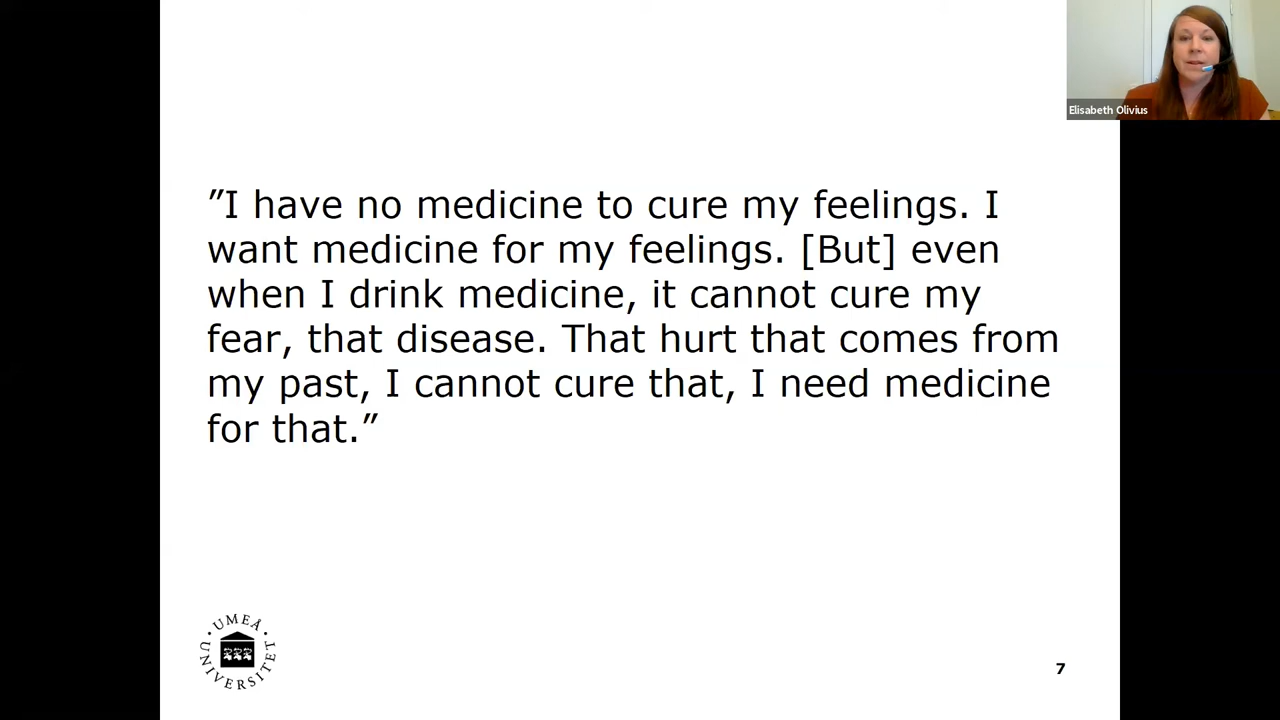 Elisabeth Olivius
”I have no medicine to cure my feelings. I
want medicine for my feelings. [But] even
when I drink medicine, it cannot cure my
fear, that disease. That hurt that comes from
my past, I cannot cure that, I need medicine
for that.”
UMEÅ UNIVERSITET
7